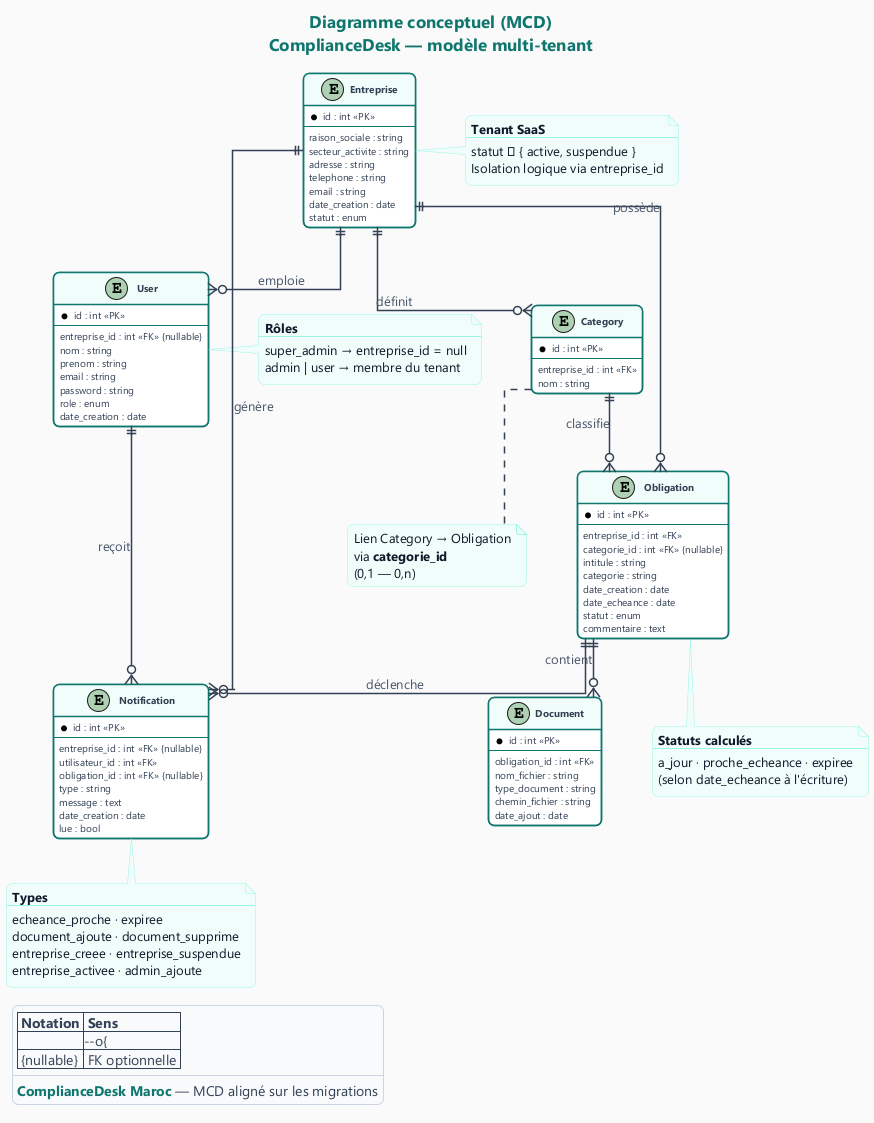 Diagramme conceptuel (MCD)
ComplianceDesk — modèle multi-tenant
E Entreprise
● id : int «PK»
raison_sociale : string
secteur_activite : string
adresse : string
telephone : string
email : string
date_creation : date
statut : enum
Tenant SaaS
statut ▯ { active, suspendue }
Isolation logique via entreprise_id
possède
emploie
définit
E User
● id : int «PK»
entreprise_id : int «FK» {nullable}
nom : string
prenom : string
email : string
password : string
role : enum
date_creation : date
Rôles
super_admin → entreprise_id = null
admin | user → membre du tenant
E Category
● id : int «PK»
entreprise_id : int «FK»
nom : string
génère
classifie
E Obligation
● id : int «PK»
entreprise_id : int «FK»
categorie_id : int «FK» {nullable}
intitule : string
categorie : string
date_creation : date
date_echeance : date
statut : enum
commentaire : text
Lien Category → Obligation
via categorie_id
(0,1 — 0,n)
reçoit
contient
déclenche
E Notification
● id : int «PK»
entreprise_id : int «FK» {nullable}
utilisateur_id : int «FK»
obligation_id : int «FK» {nullable}
type : string
message : text
date_creation : date
lue : bool
E Document
● id : int «PK»
obligation_id : int «FK»
nom_fichier : string
type_document : string
chemin_fichier : string
date_ajout : date
Statuts calculés
a_jour · proche_echeance · expiree
(selon date_echeance à l'écriture)
Types
echeance_proche · expiree
document_ajoute · document_supprime
entreprise_creee · entreprise_suspendue
entreprise_activee · admin_ajoute
Notation Sens
--o{
{nullable} FK optionnelle
ComplianceDesk Maroc — MCD aligné sur les migrations